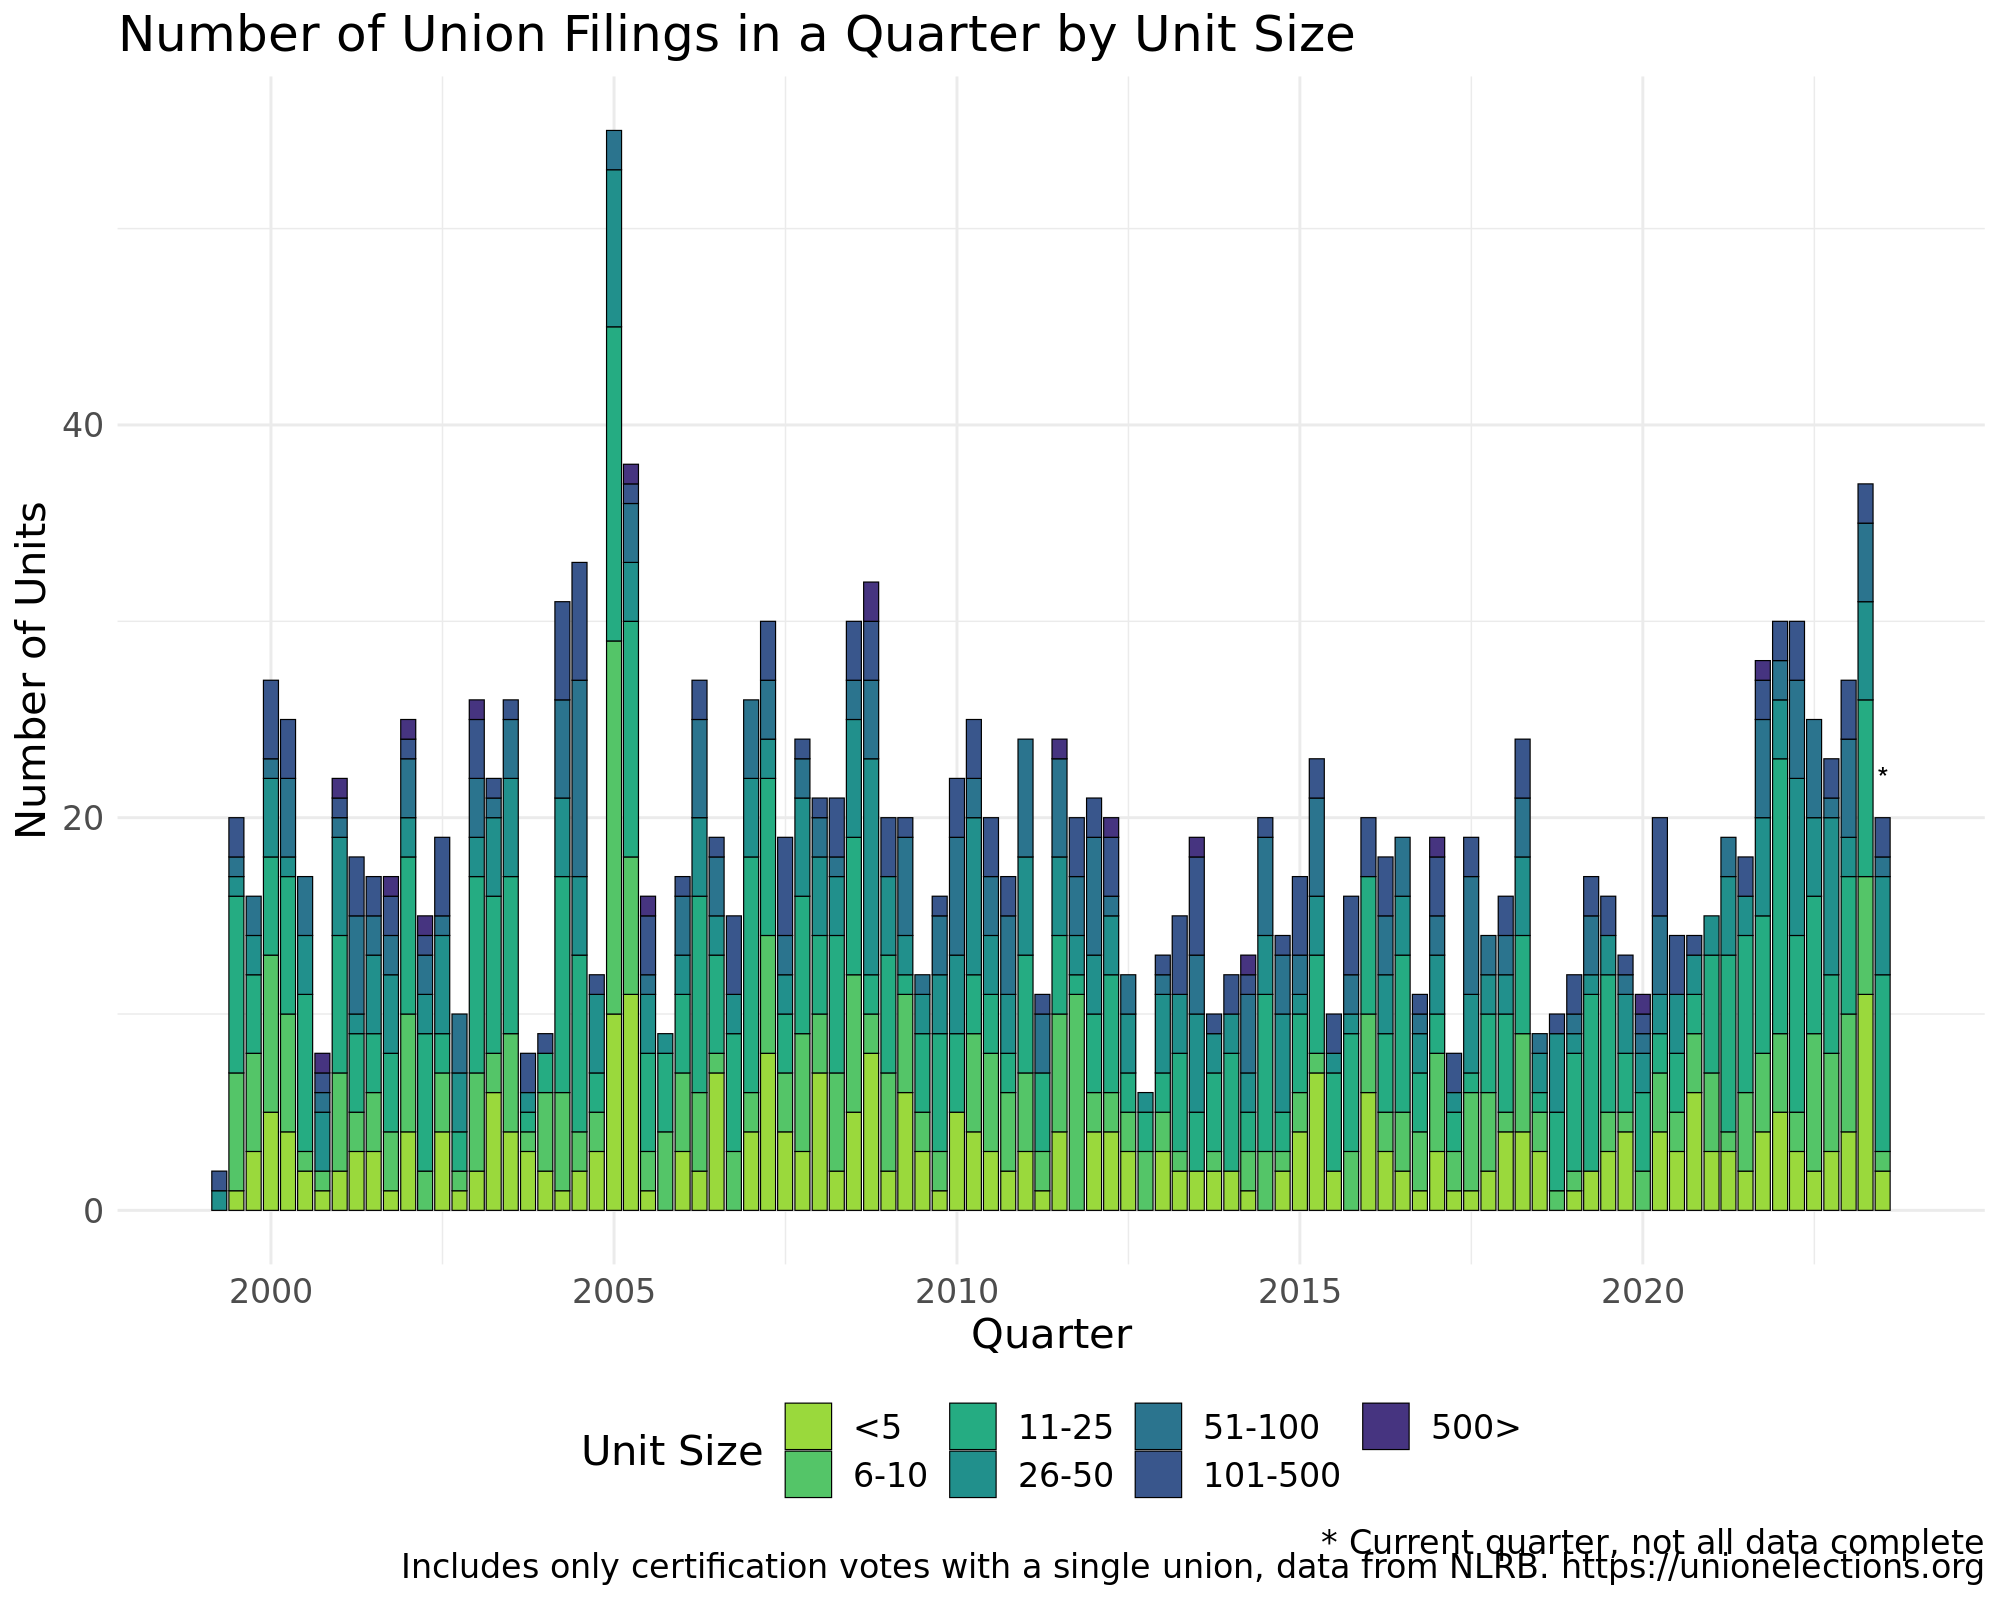 Number of Union Filings in a Quarter by Unit Size
Number of Units
40
20
0
*
2000 2005 2010 2015 2020
Quarter
Unit Size
<5 11-25 51-100 500>
6-10 26-50 101-500
* Current quarter, not all data complete
Includes only certification votes with a single union, data from NLRB. https://unionelections.org